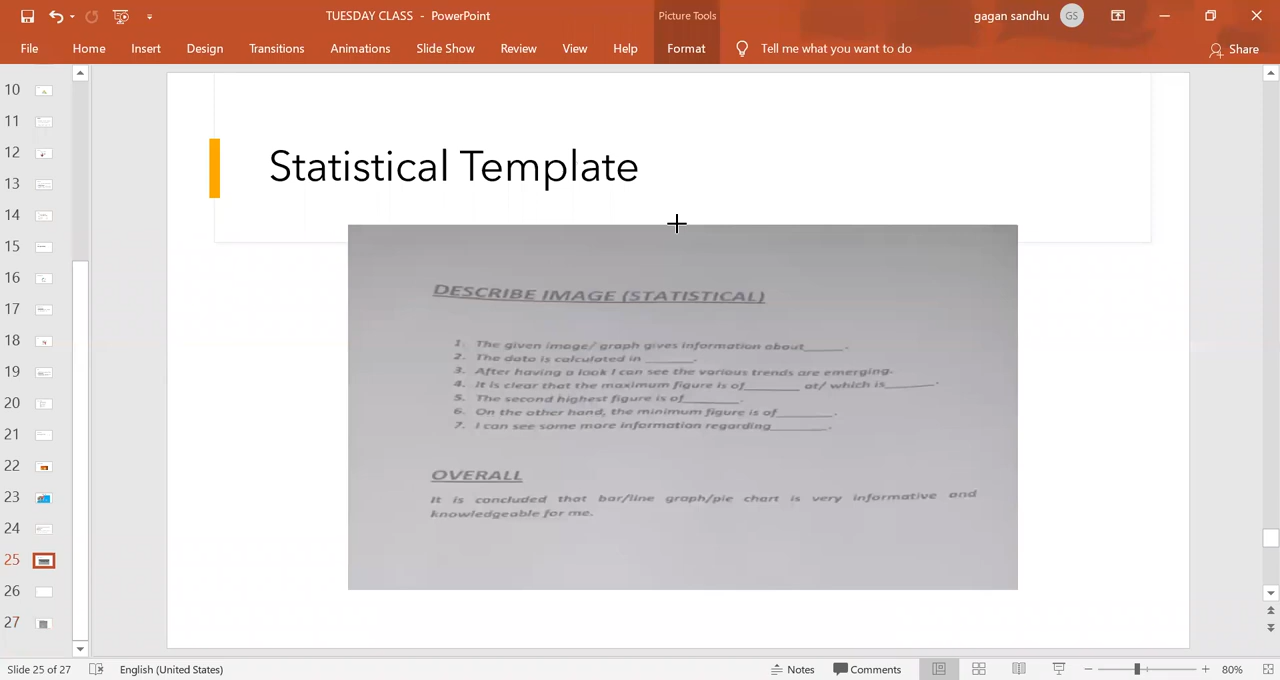 TUESDAY CLASS - PowerPoint
Picture Tools
gagan sandhu
GS
File
Home
Insert
Design
Transitions
Animations
Slide Show
Review
View
Help
Format
Tell me what you want to do
Share
10
11
12
13
14
15
16
17
18
19
20
21
22
23
24
25
26
27
Statistical Template
DESCRIBE IMAGE (STATISTICAL)
1. The given image/ graph gives information about______.
2. The data is calculated in ______.
3. After having a look I can see the various trends are emerging.
4. It is clear that the maximum figure is of______ at/ which is______.
5. The second highest figure is of______.
6. On the other hand, the minimum figure is of______.
7. I can see some more information regarding______.
OVERALL
It is concluded that bar/line graph/pie chart is very informative and
knowledgeable for me.
Slide 25 of 27
English (United States)
Notes
Comments
80%